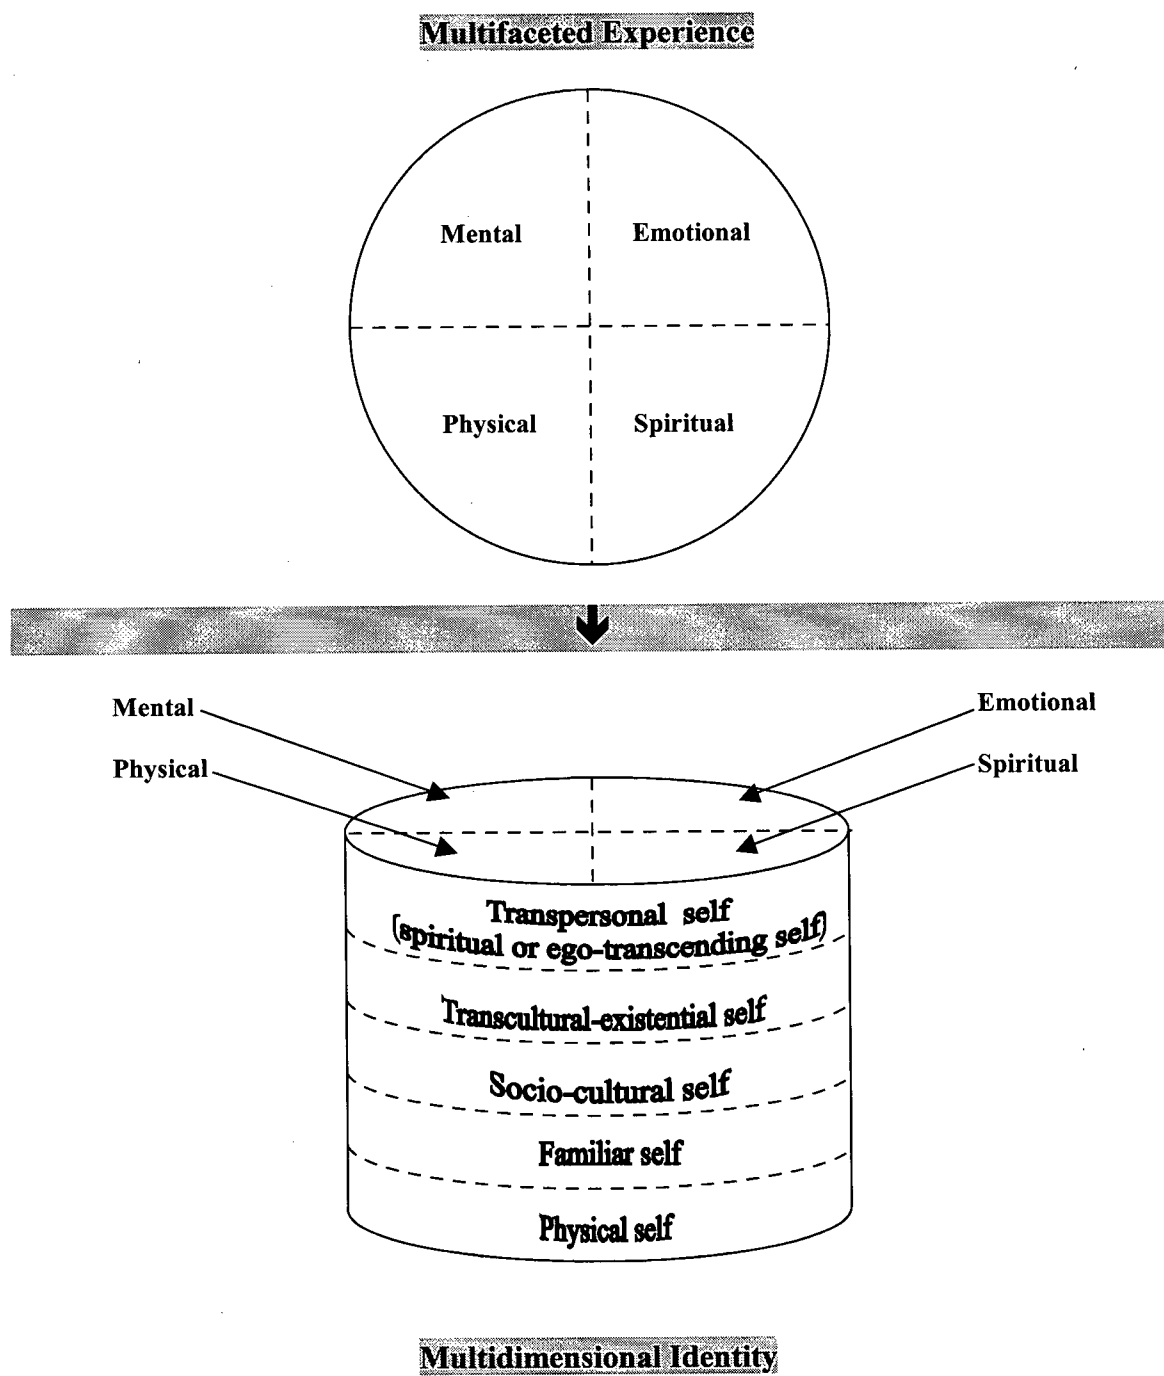 Multifaceted Experience
Mental
Emotional
Physical
Spiritual
Mental
Emotional
Physical
Spiritual
Transpersonal self
(spiritual or ego-transcending self)
Transcultural-existential self
Socio-cultural self
Familiar self
Physical self
Multidimensional Identity